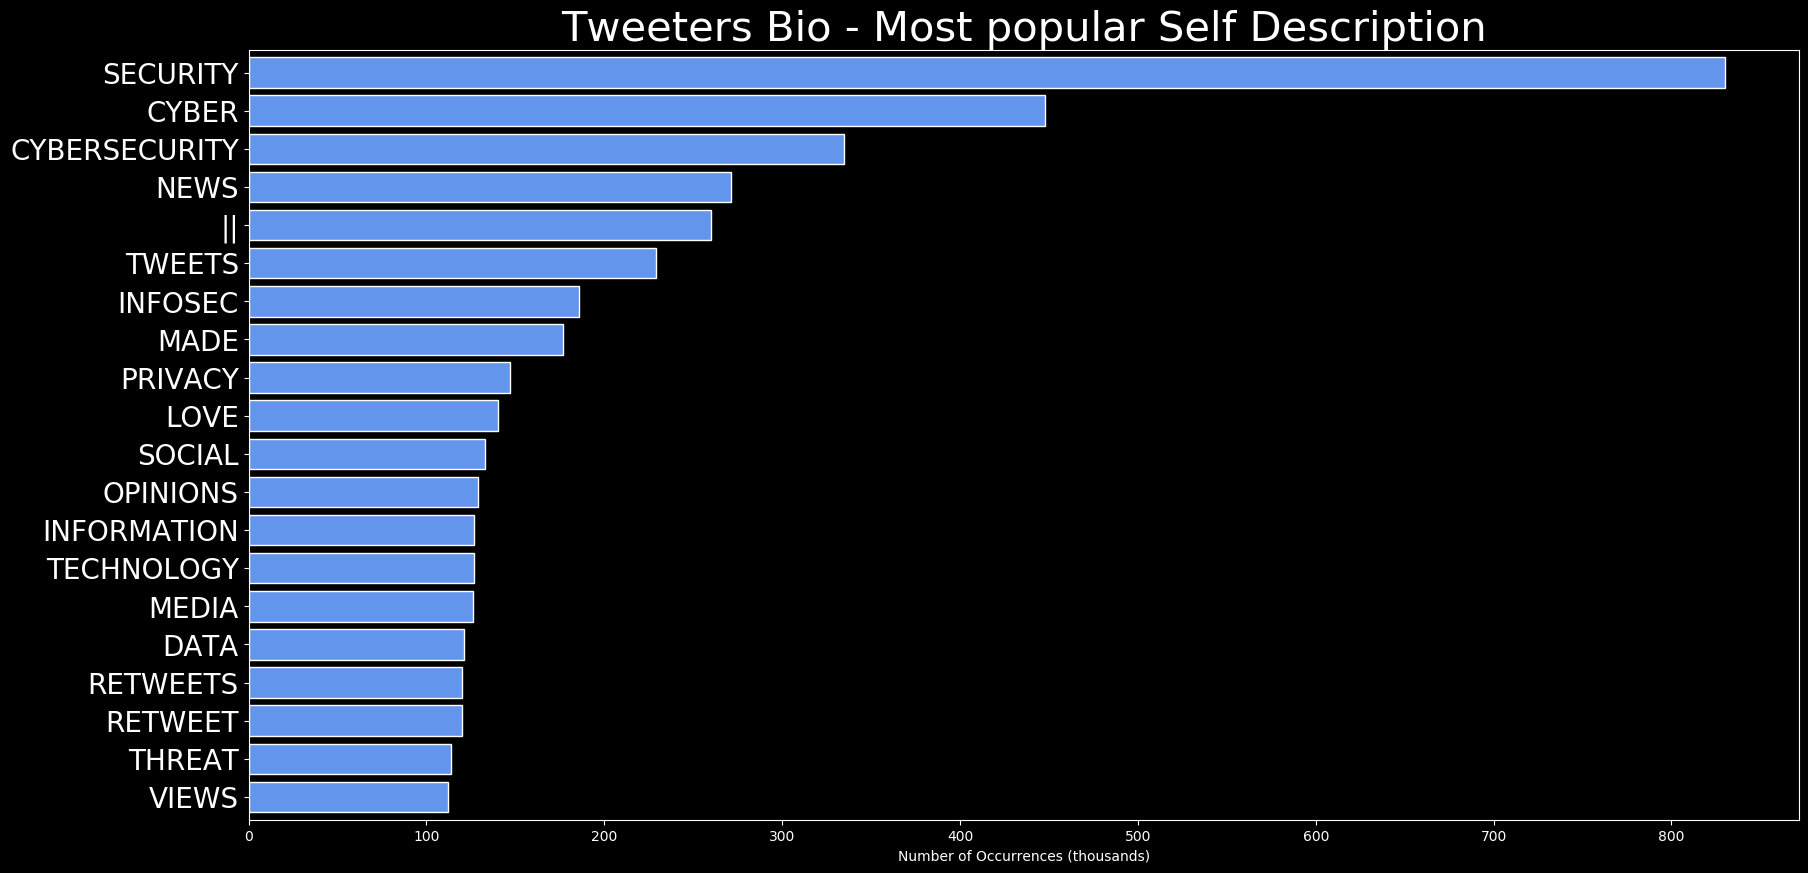 Tweeters Bio - Most popular Self Description
SECURITY
CYBER
CYBERSECURITY
NEWS
||
TWEETS
INFOSEC
MADE
PRIVACY
LOVE
SOCIAL
OPINIONS
INFORMATION
TECHNOLOGY
MEDIA
DATA
RETWEETS
RETWEET
THREAT
VIEWS
0 100 200 300 400 500 600 700 800
Number of Occurrences (thousands)